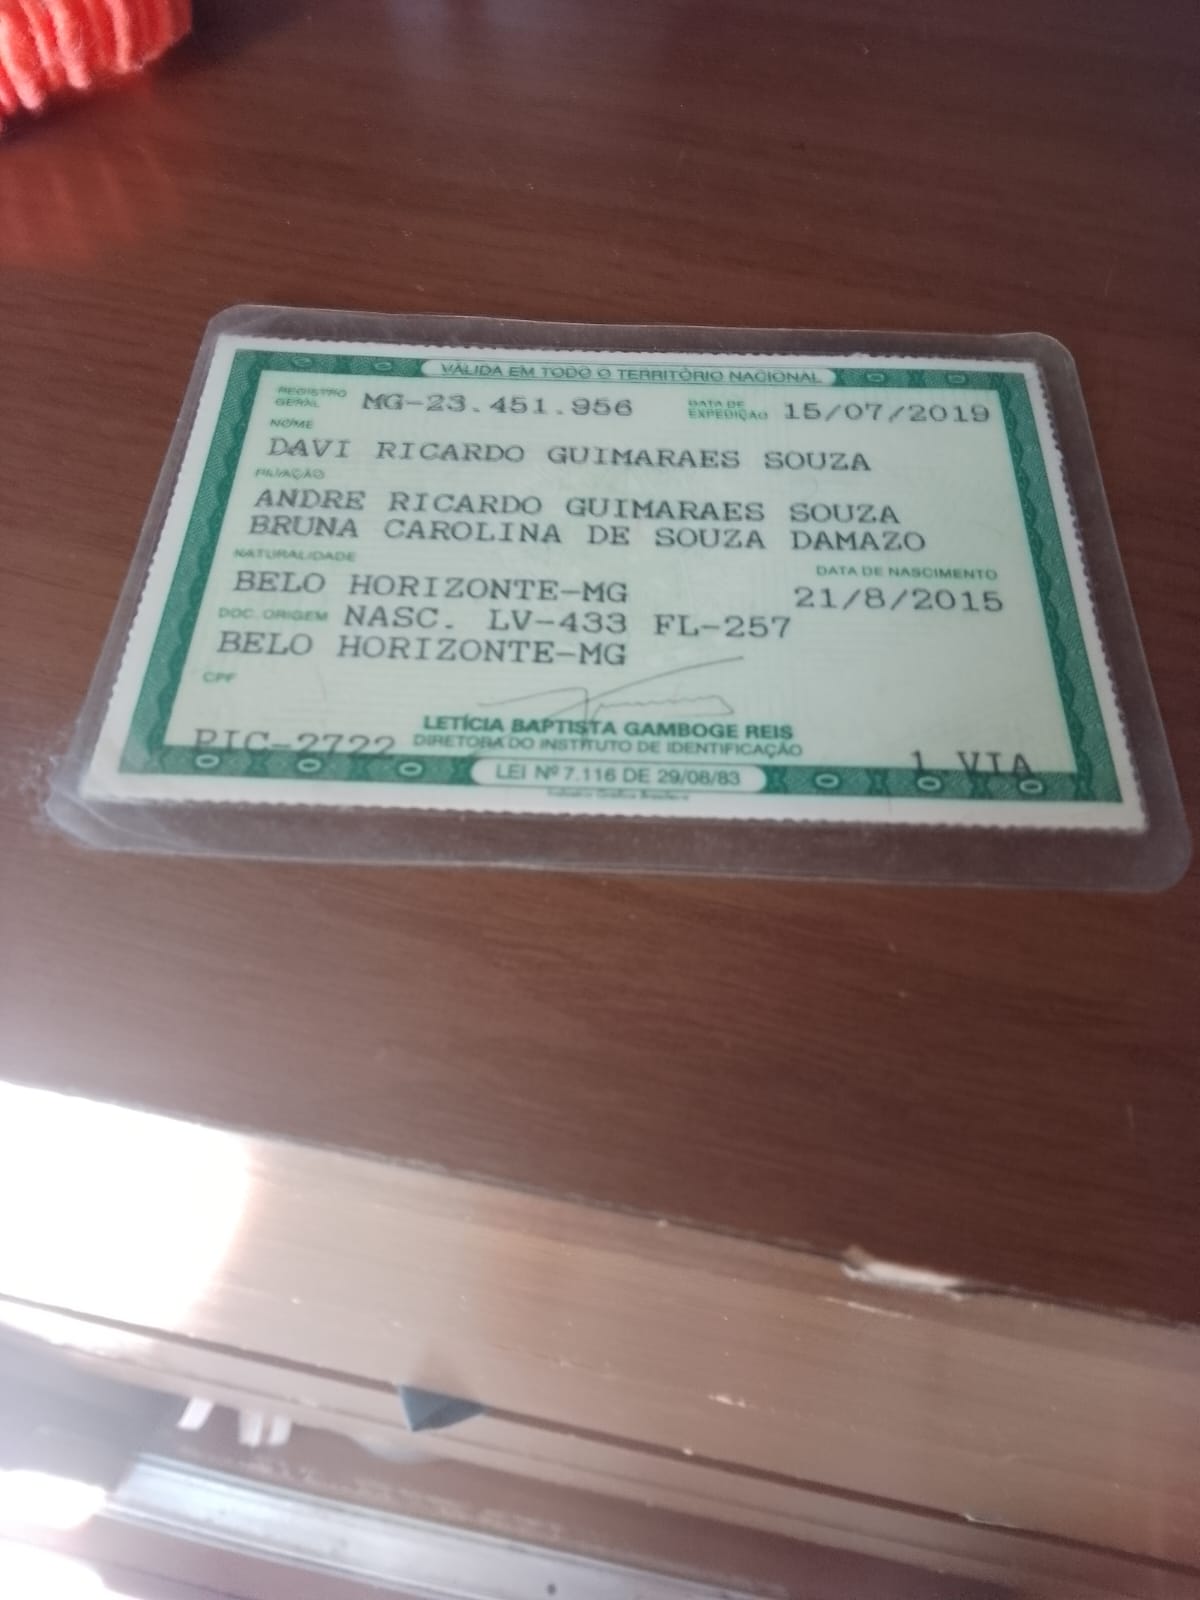 VÁLIDA EM TODO O TERRITÓRIO NACIONAL
REGISTRO GERAL MG-23.451.956 DATA DE EXPEDIÇÃO 15/07/2019
NOME
DAVI RICARDO GUIMARAES SOUZA
FILIAÇÃO
ANDRE RICARDO GUIMARAES SOUZA
BRUNA CAROLINA DE SOUZA DAMAZO
NATURALIDADE DATA DE NASCIMENTO
BELO HORIZONTE-MG 21/8/2015
DOC. ORIGEM NASC. LV-433 FL-257
BELO HORIZONTE-MG
CPF
LETÍCIA BAPTISTA GAMBOGE REIS
PIC-2722 DIRETORA DO INSTITUTO DE IDENTIFICAÇÃO 1 VIA
LEI Nº 7.116 DE 29/08/83